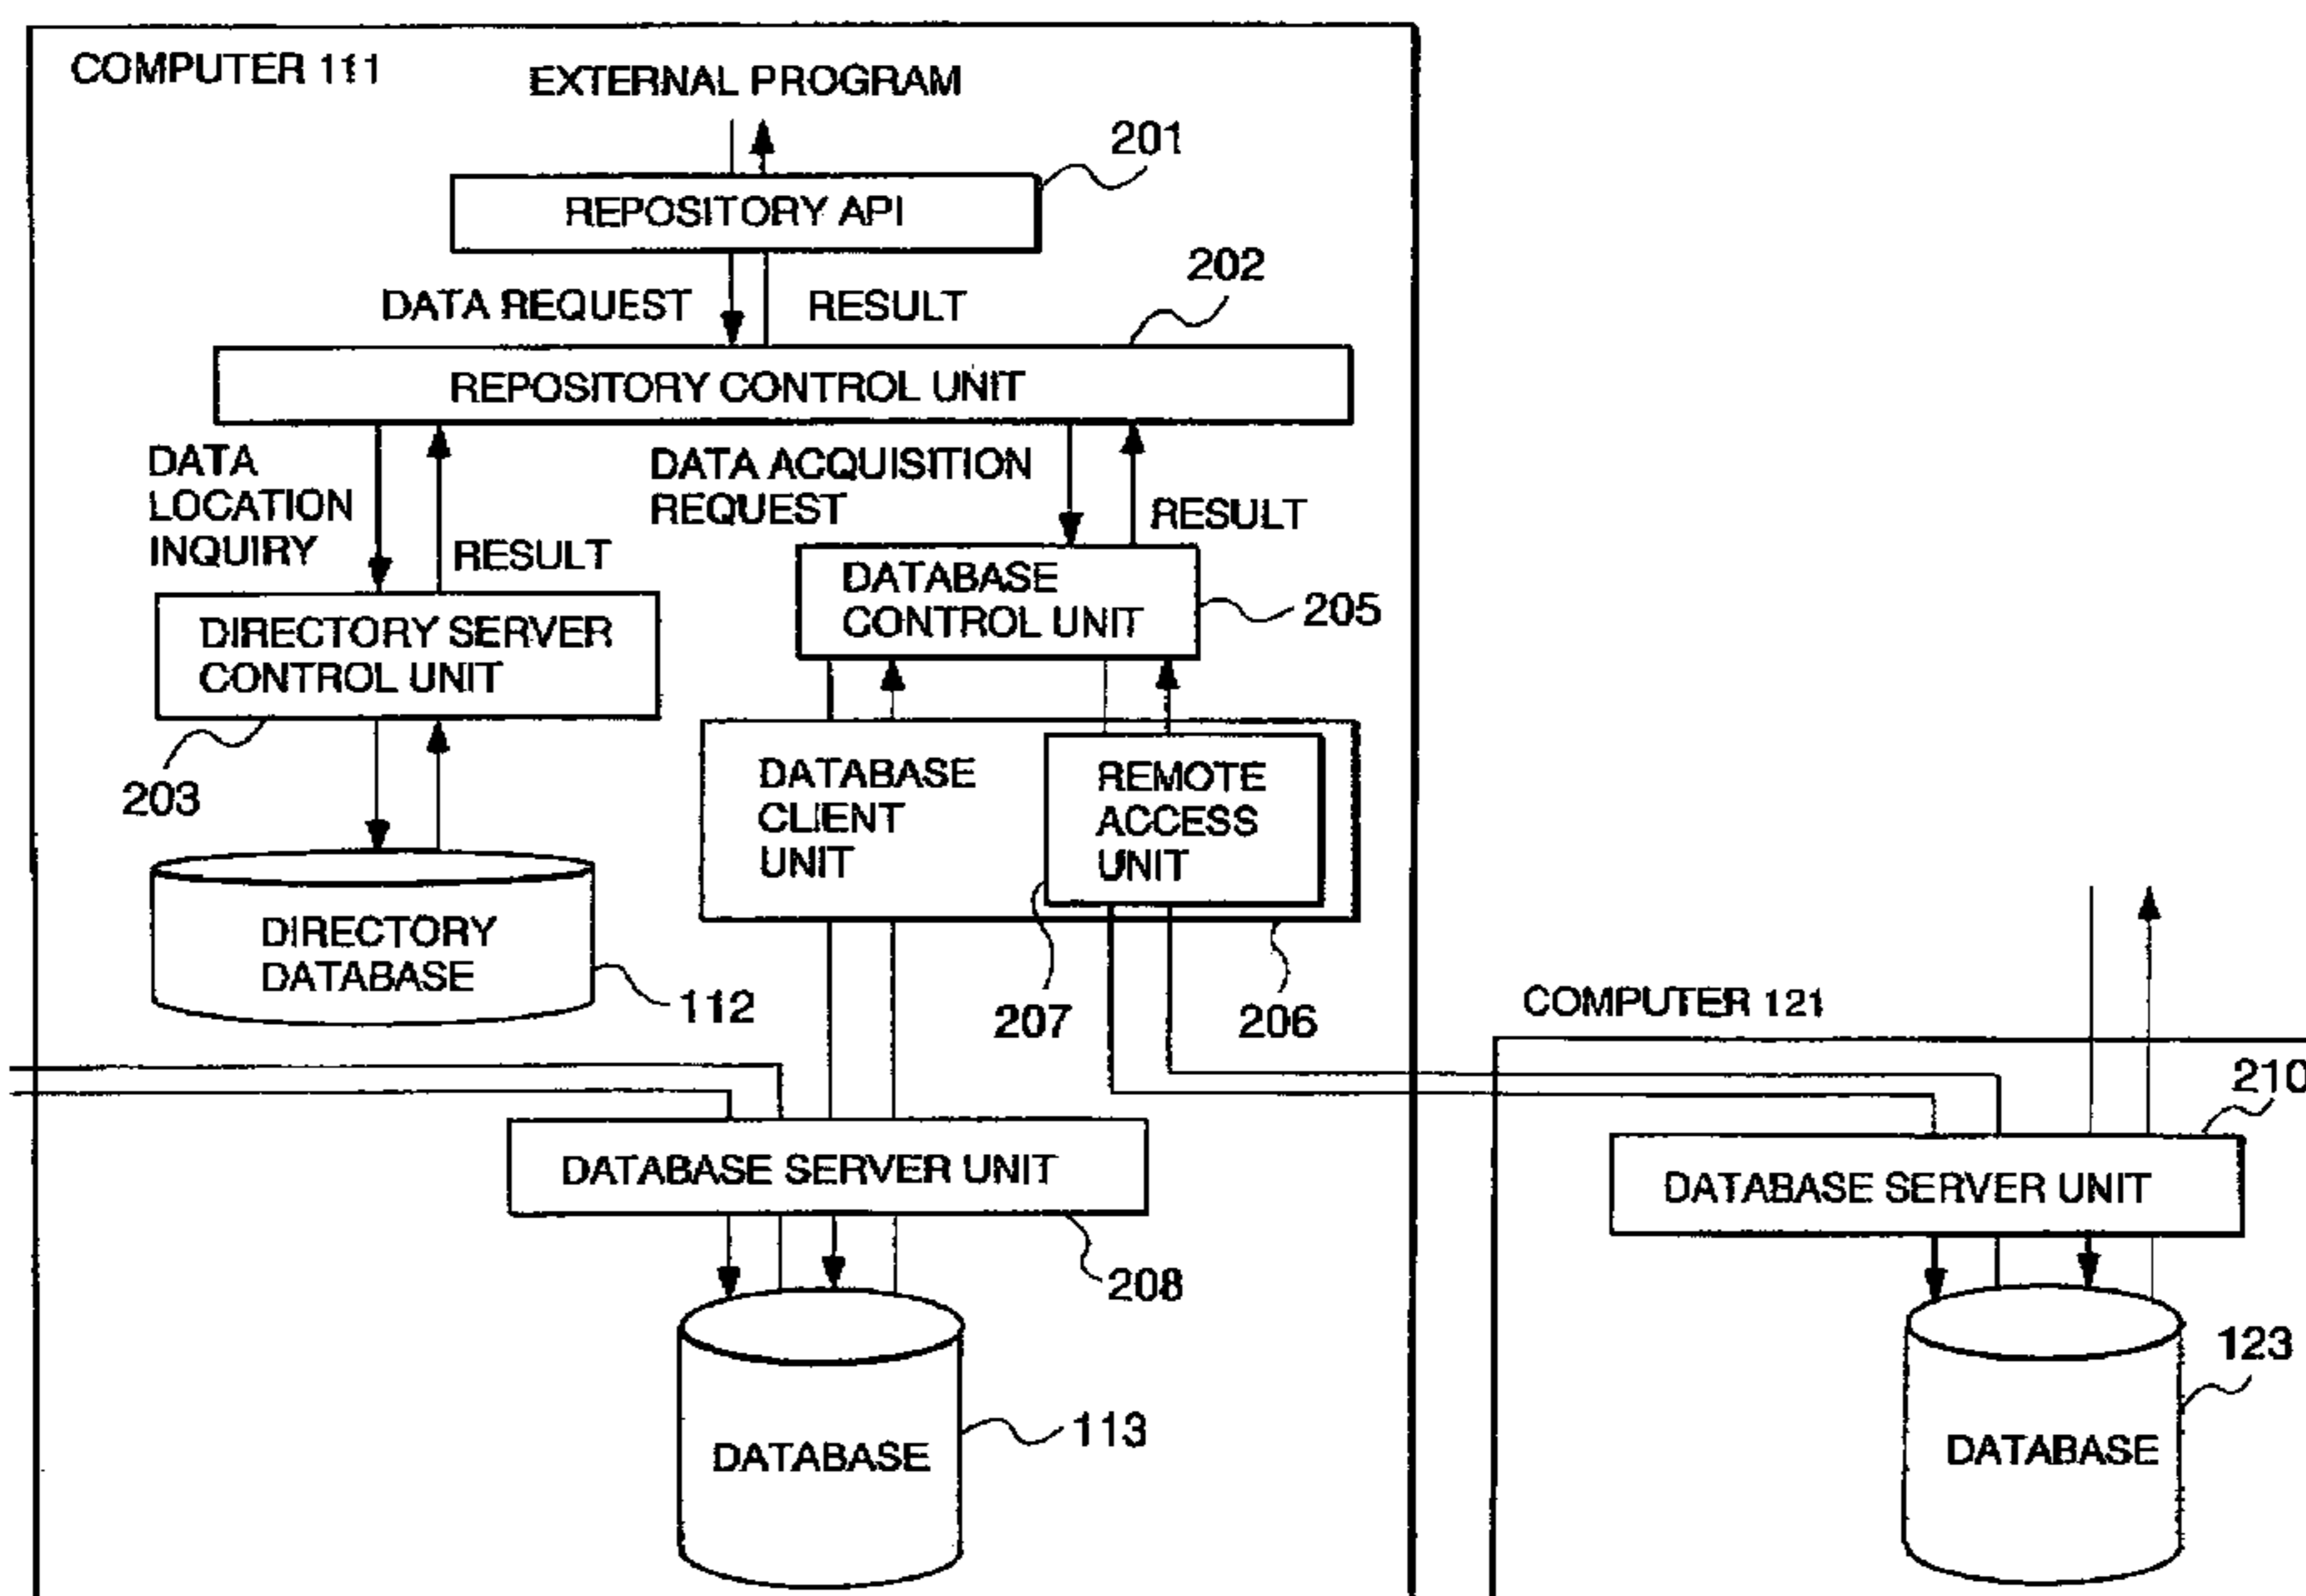 COMPUTER 111
EXTERNAL PROGRAM
201
REPOSITORY API
202
DATA REQUEST
RESULT
REPOSITORY CONTROL UNIT
DATA
LOCATION
INQUIRY
RESULT
DATA ACQUISITION
REQUEST
RESULT
DATABASE
CONTROL UNIT
205
DIRECTORY SERVER
CONTROL UNIT
203
DATABASE
CLIENT
UNIT
REMOTE
ACCESS
UNIT
DIRECTORY
DATABASE
112
207
206
COMPUTER 121
210
DATABASE SERVER UNIT
DATABASE SERVER UNIT
208
113
DATABASE
123
DATABASE